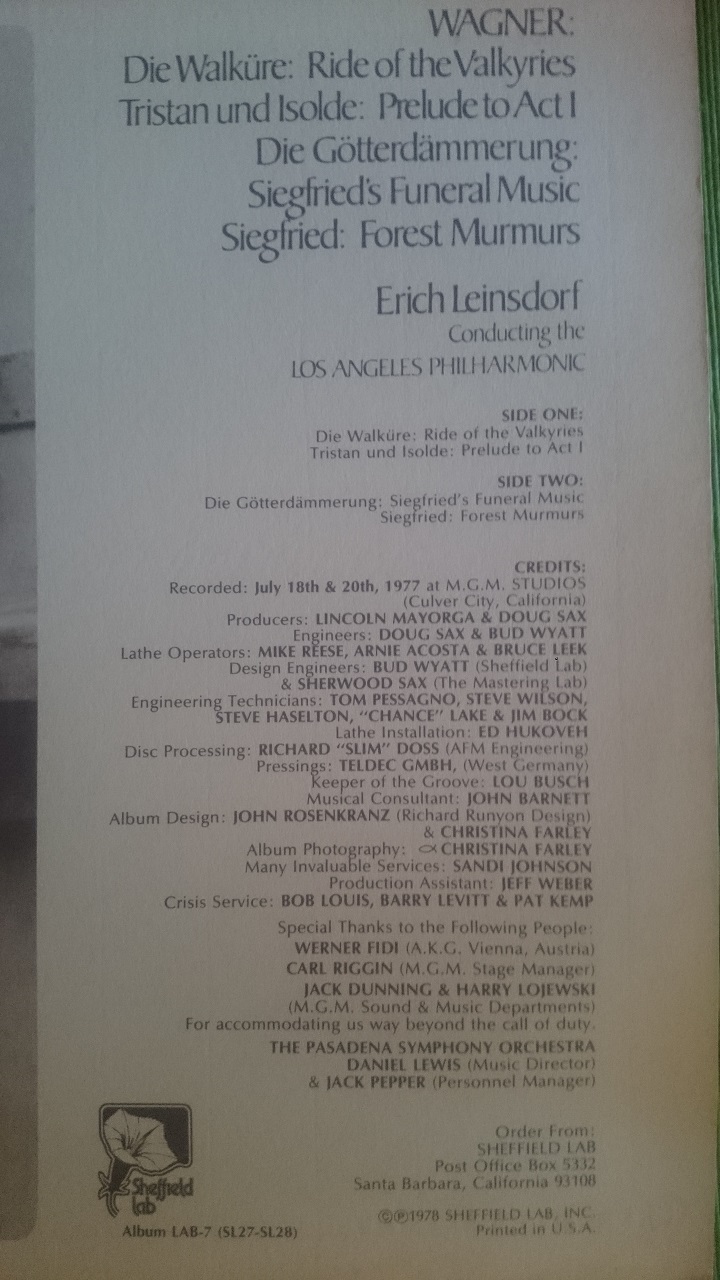 WAGNER:
Die Walküre: Ride of the Valkyries
Tristan und Isolde: Prelude to Act I
Die Götterdämmerung:
Siegfried's Funeral Music
Siegfried: Forest Murmurs
Erich Leinsdorf
Conducting the
LOS ANGELES PHILHARMONIC
SIDE ONE:
Die Walküre: Ride of the Valkyries
Tristan und Isolde: Prelude to Act I
SIDE TWO:
Die Götterdämmerung: Siegfried's Funeral Music
Siegfried: Forest Murmurs
CREDITS:
Recorded: July 18th & 20th, 1977 at M.G.M. STUDIOS
(Culver City, California)
Producers: LINCOLN MAYORGA & DOUG SAX
Engineers: DOUG SAX & BUD WYATT
Lathe Operators: MIKE REESE, ARNIE ACOSTA & BRUCE LEEK
Design Engineers: BUD WYATT (Sheffield Lab)
& SHERWOOD SAX (The Mastering Lab)
Engineering Technicians: TOM PESSAGNO, STEVE WILSON,
STEVE HASELTON, "CHANCE" LAKE & JIM BOCK
Lathe Installation: ED HUKOVEH
Disc Processing: RICHARD "SLIM" DOSS (AFM Engineering)
Pressings: TELDEC GMBH, (West Germany)
Keeper of the Groove: LOU BUSCH
Musical Consultant: JOHN BARNETT
Album Design: JOHN ROSENKRANZ (Richard Runyon Design)
& CHRISTINA FARLEY
Album Photography: CHRISTINA FARLEY
Many Invaluable Services: SANDI JOHNSON
Production Assistant: JEFF WEBER
Crisis Service: BOB LOUIS, BARRY LEVITT & PAT KEMP
Special Thanks to the Following People:
WERNER FIDI (A.K.G. Vienna, Austria)
CARL RIGGIN (M.G.M. Stage Manager)
JACK DUNNING & HARRY LOJEWSKI
(M.G.M. Sound & Music Departments)
For accommodating us way beyond the call of duty.
THE PASADENA SYMPHONY ORCHESTRA
DANIEL LEWIS (Music Director)
& JACK PEPPER (Personnel Manager)
Sheffield
lab
Album LAB-7 (SL27-SL28)
Order From:
SHEFFIELD LAB
Post Office Box 5332
Santa Barbara, California 93108
©℗1978 SHEFFIELD LAB, INC.
Printed in U.S.A.